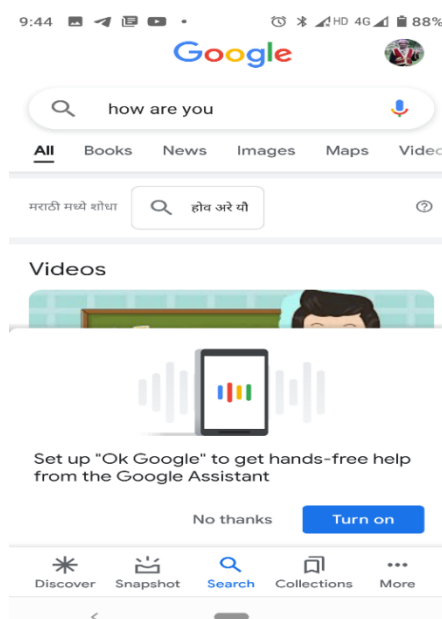 9:44 HD 4G 88%
Google
how are you
All Books News Images Maps Videc
मराठी मध्ये शोधा होव अरे यौ
Videos
Set up "Ok Google" to get hands-free help
from the Google Assistant
No thanks Turn on
Discover Snapshot Search Collections More